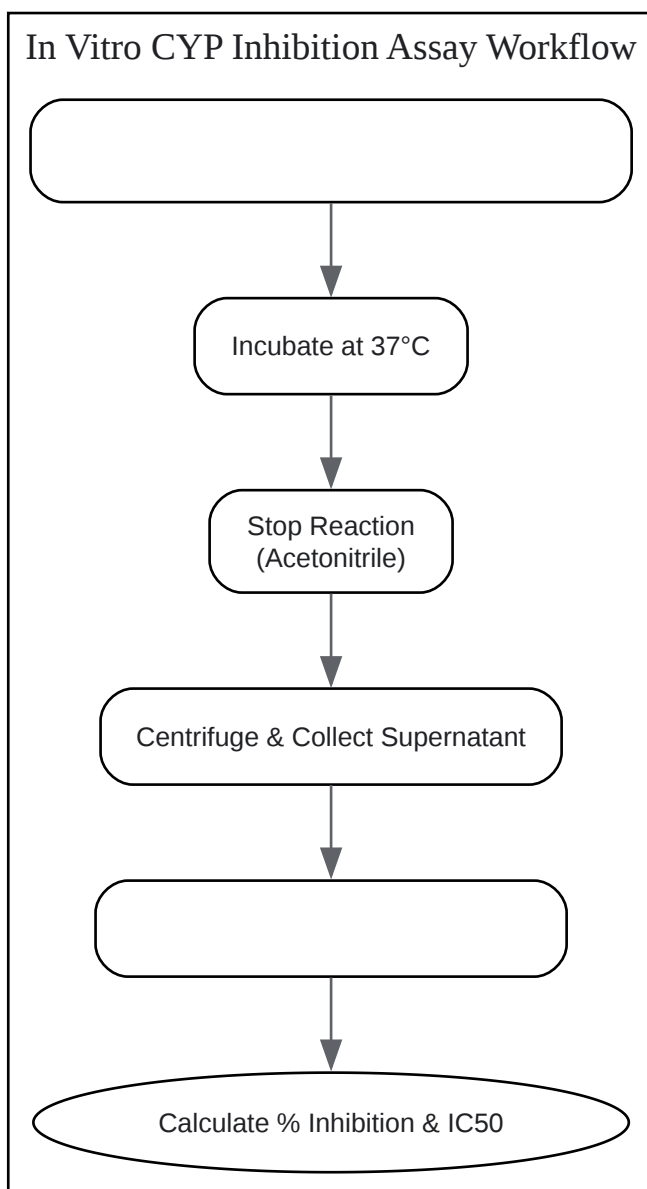 In Vitro CYP Inhibition Assay Workflow
Incubate at 37°C
Stop Reaction
(Acetonitrile)
Centrifuge & Collect Supernatant
Calculate % Inhibition & IC50